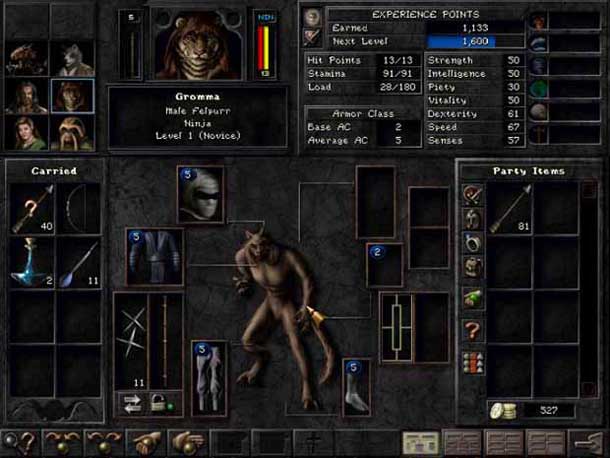 5
NIN
13
Gromma
Male Felpurr
Ninja
Level 1 (Novice)
EXPERIENCE POINTS
Earned 1,133
Next Level 1,600
Hit Points 13/13
Stamina 91/91
Load 28/180
Armor Class
Base AC 2
Average AC 5
Strength 50
Intelligence 50
Piety 30
Vitality 50
Dexterity 61
Speed 67
Senses 57
Carried
40
2
11
5
5
2
11
5
5
Party Items
81
?
527
?